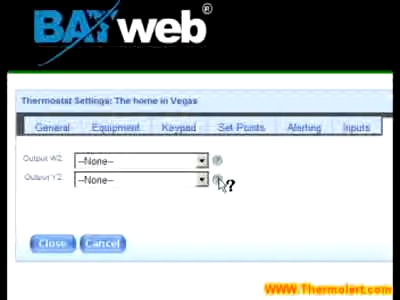 BAYweb®
Thermostat Settings: The home in Vegas
General Equipment Keypad Set Points Alerting Inputs
Output W2: --None--
Output Y2: --None--
Close Cancel
WWW.Thermolert.com